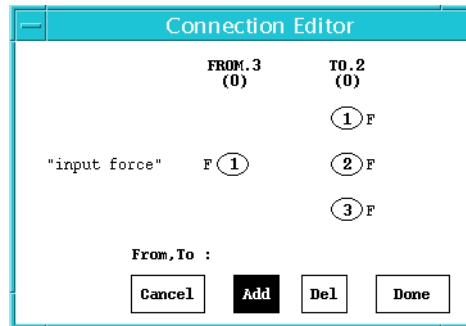 Connection Editor
FROM.3 TO.2
(0) (0)
1 F
"input force" F 1 2 F
3 F
From,To :
Cancel Add Del Done